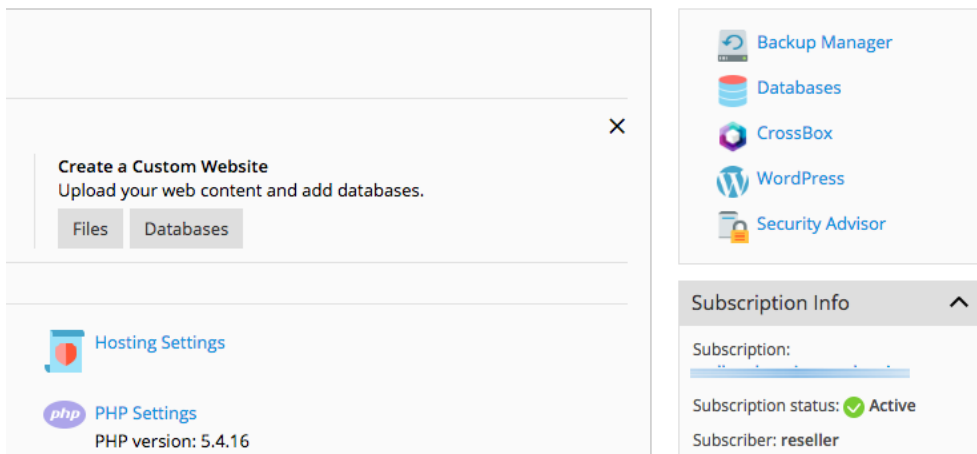 Create a Custom Website
Upload your web content and add databases.
Files
Databases
Hosting Settings
php
PHP Settings
PHP version: 5.4.16
Backup Manager
Databases
CrossBox
WordPress
Security Advisor
Subscription Info
Subscription:
Subscription status: Active
Subscriber: reseller